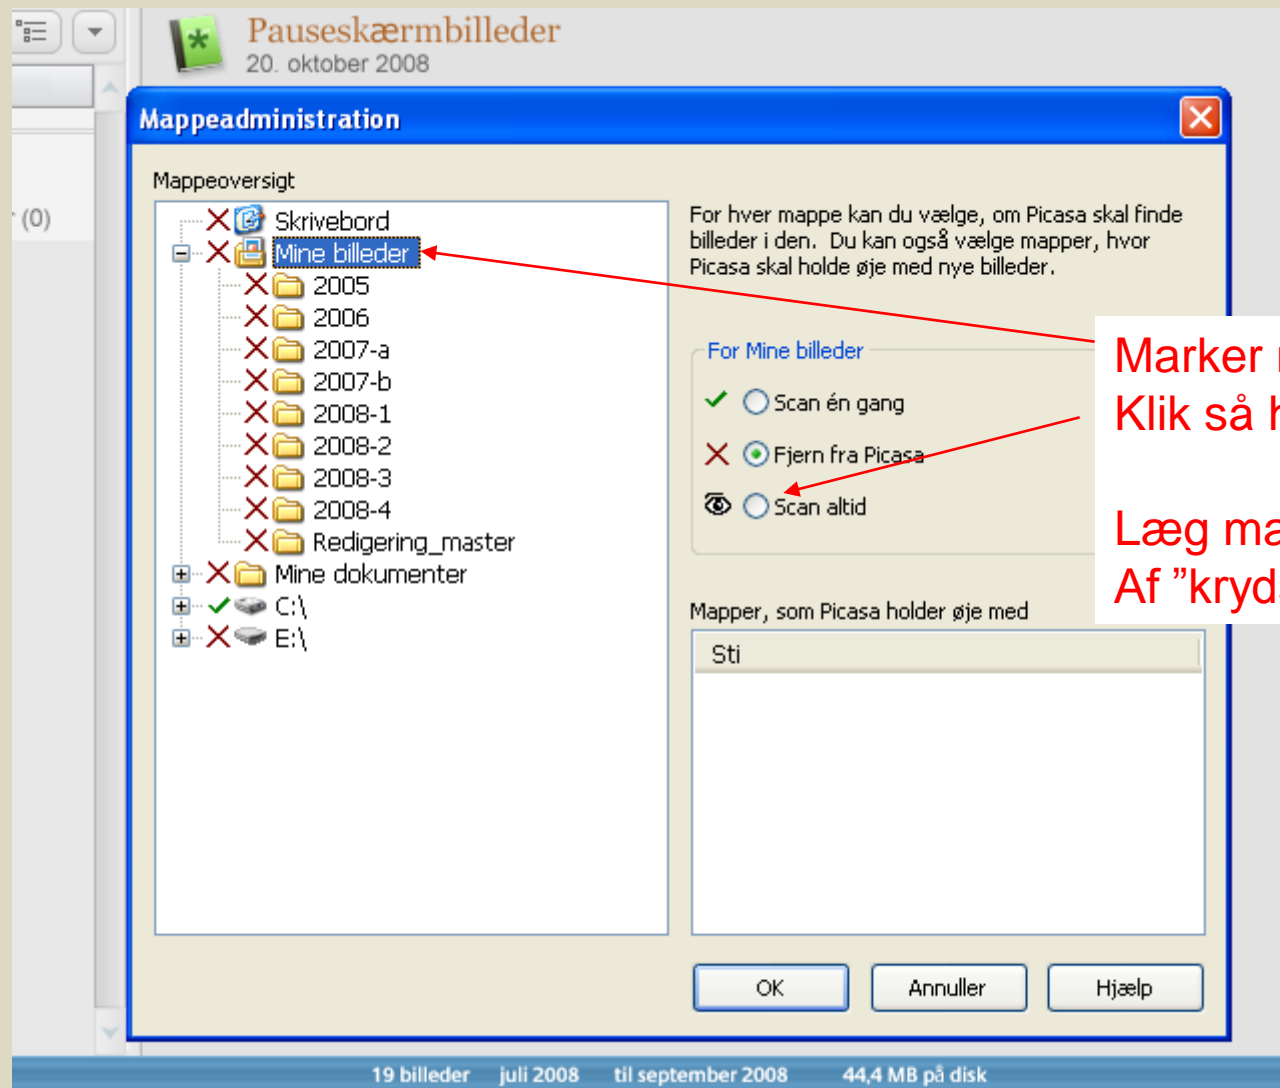 Pauseskærmbilleder
20. oktober 2008
(0)
Mappeadministration
Mappeoversigt
Skrivebord
Mine billeder
2005
2006
2007-a
2007-b
2008-1
2008-2
2008-3
2008-4
Redigering_master
Mine dokumenter
C:\
E:\
For hver mappe kan du vælge, om Picasa skal finde
billeder i den. Du kan også vælge mapper, hvor
Picasa skal holde øje med nye billeder.
For Mine billeder
Scan én gang
Fjern fra Picasa
Scan altid
Marker
Klik så
Læg
Af
Mapper, som Picasa holder øje med
Sti
OK Annuller Hjælp
19 billeder juli 2008 til september 2008 44,4 MB på disk